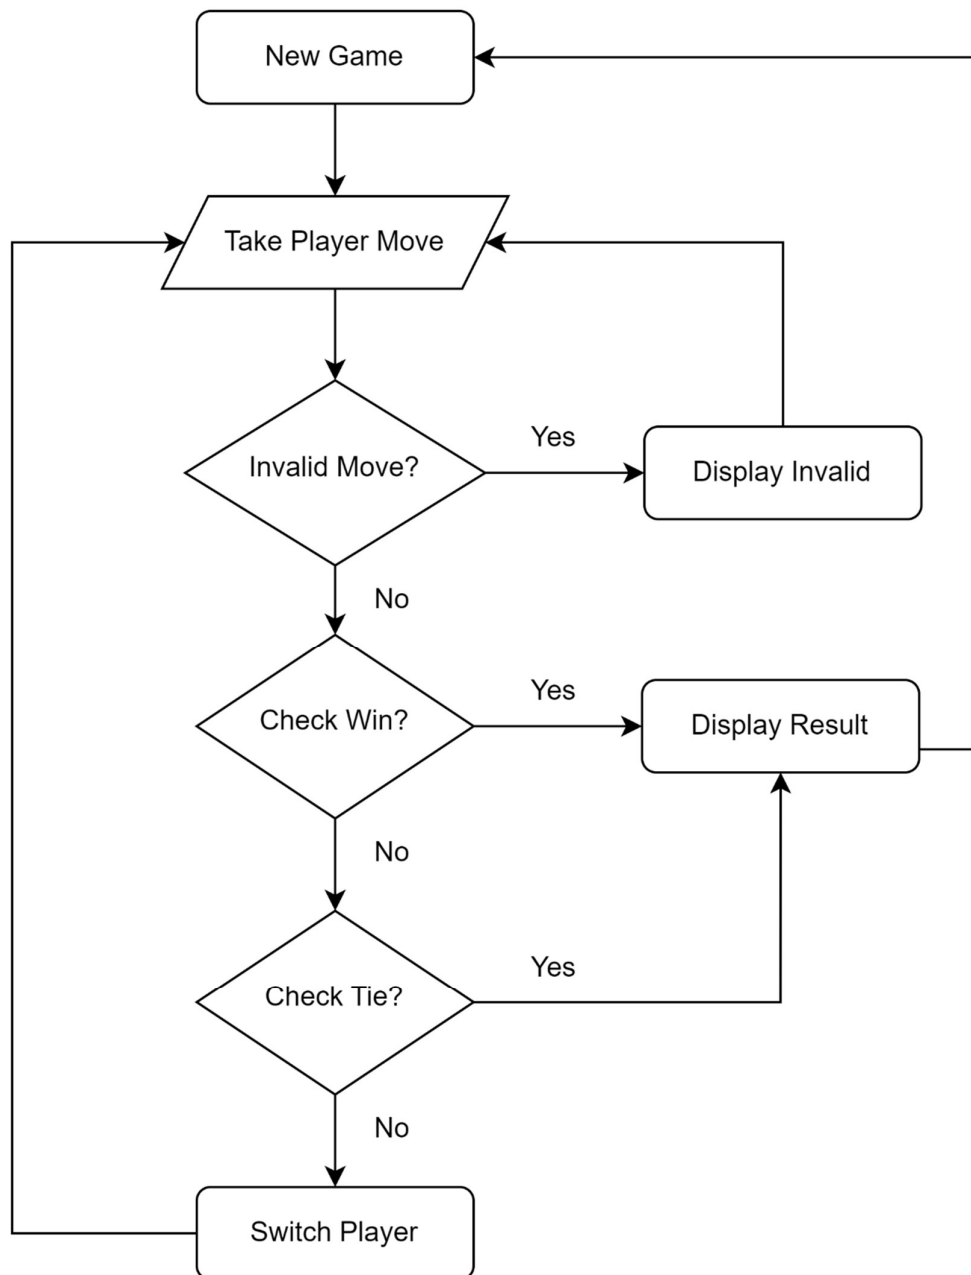 New Game
Take Player Move
Invalid Move?
Yes
Display Invalid
No
Check Win?
Yes
Display Result
No
Check Tie?
Yes
No
Switch Player